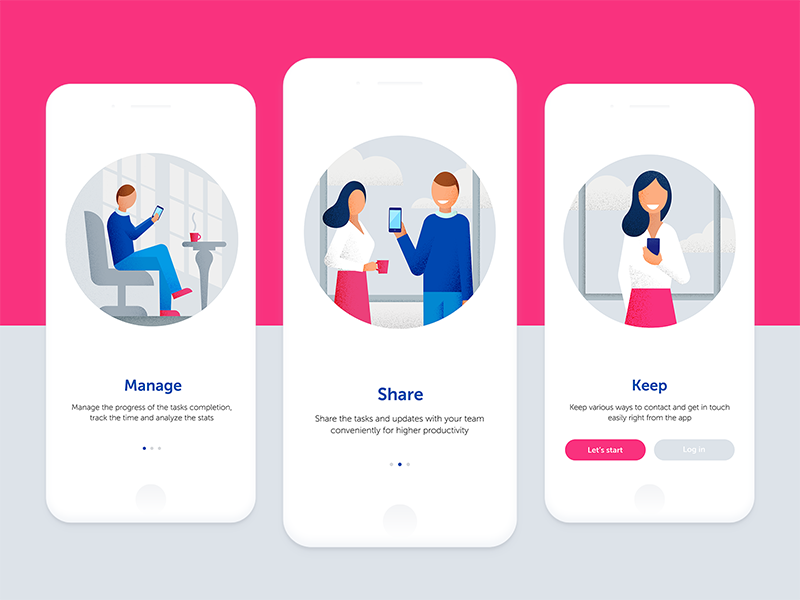 Manage
Manage the progress of the tasks completion,
track the time and analyze the stats
Share
Share the tasks and updates with your team
conveniently for higher productivity
Keep
Keep various ways to contact and get in touch
easily right from the app
Let's start
Log in